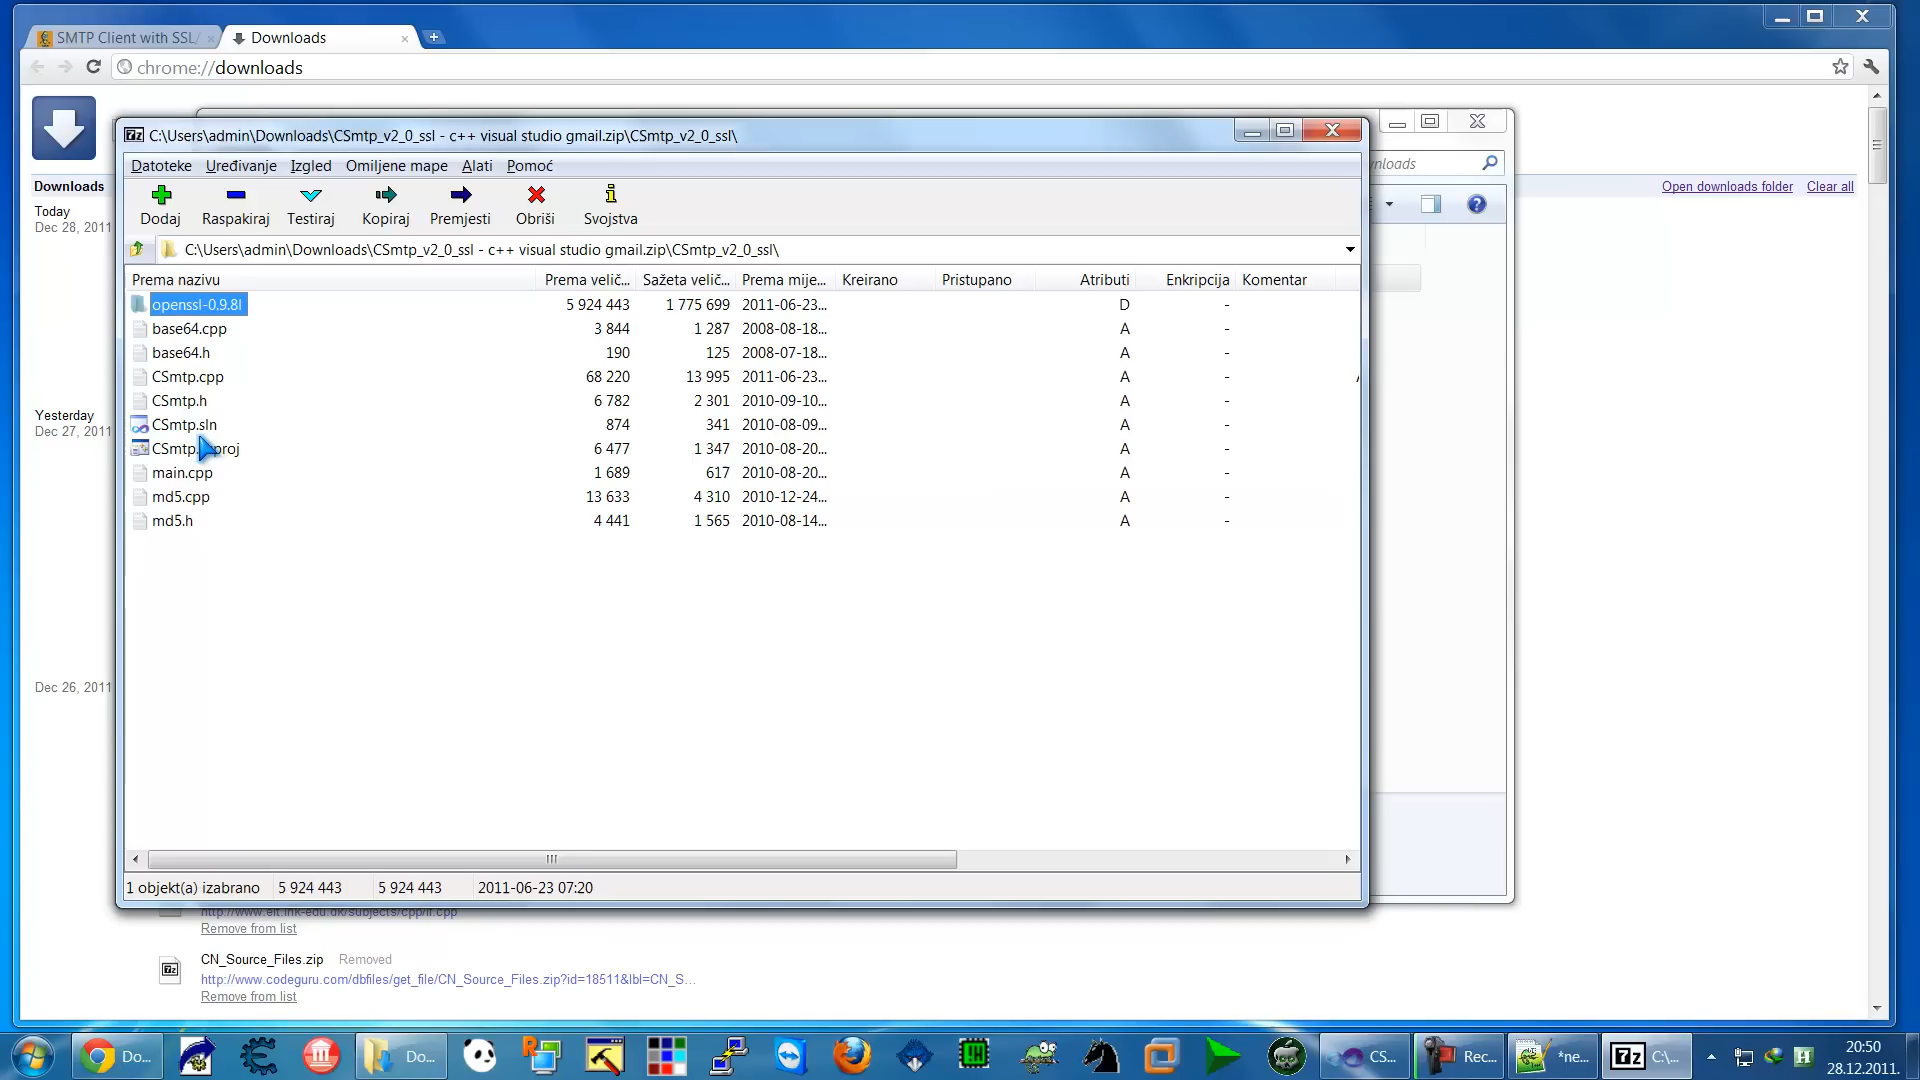 SMTP Client with SSL/
Downloads
chrome://downloads
C:\Users\admin\Downloads\CSmtp_v2_0_ssl - c++ visual studio gmail.zip\CSmtp_v2_0_ssl\
Datoteke Uređivanje Izgled Omiljene mape Alati Pomoć
Dodaj Raspakiraj Testiraj Kopiraj Premjesti Obriši Svojstva
C:\Users\admin\Downloads\CSmtp_v2_0_ssl - c++ visual studio gmail.zip\CSmtp_v2_0_ssl\
Prema nazivu Prema velič... Sažeta velič... Prema mije... Kreirano Pristupano Atributi Enkripcija Komentar
openssl-0.9.8l 5 924 443 1 775 699 2011-06-23... D -
base64.cpp 3 844 1 287 2008-08-18... A -
base64.h 190 125 2008-07-18... A -
CSmtp.cpp 68 220 13 995 2011-06-23... A -
CSmtp.h 6 782 2 301 2010-09-10... A -
CSmtp.sln 874 341 2010-08-09... A -
CSmtp. proj 6 477 1 347 2010-08-20... A -
main.cpp 1 689 617 2010-08-20... A -
md5.cpp 13 633 4 310 2010-12-24... A -
md5.h 4 441 1 565 2010-08-14... A -
1 objekt(a) izabrano 5 924 443 5 924 443 2011-06-23 07:20
wnloads
Downloads
Open downloads folder Clear all
Today
Dec 28, 2011
Yesterday
Dec 27, 2011
Dec 26, 2011
Remove from list
CN_Source_Files.zip Removed
http://www.codeguru.com/dbfiles/get_file/CN_Source_Files.zip?id=18511&lbl=CN_S...
Remove from list
Do... Do... CS... Rec... *ne... C:\...
20:50
28.12.2011.